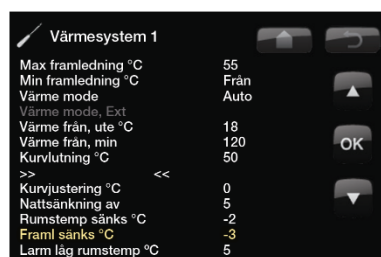 Värmesystem 1
Max framledning °C 55
Min framledning °C Från
Värme mode Auto
Värme mode, Ext
Värme från, ute °C 18
Värme från, min 120
Kurvlutning °C 50
>> <<
Kurvjustering °C 0
Nattsänkning av 5
Rumstemp sänks °C -2
Framl sänks °C -3
Larm låg rumstemp °C 5
OK